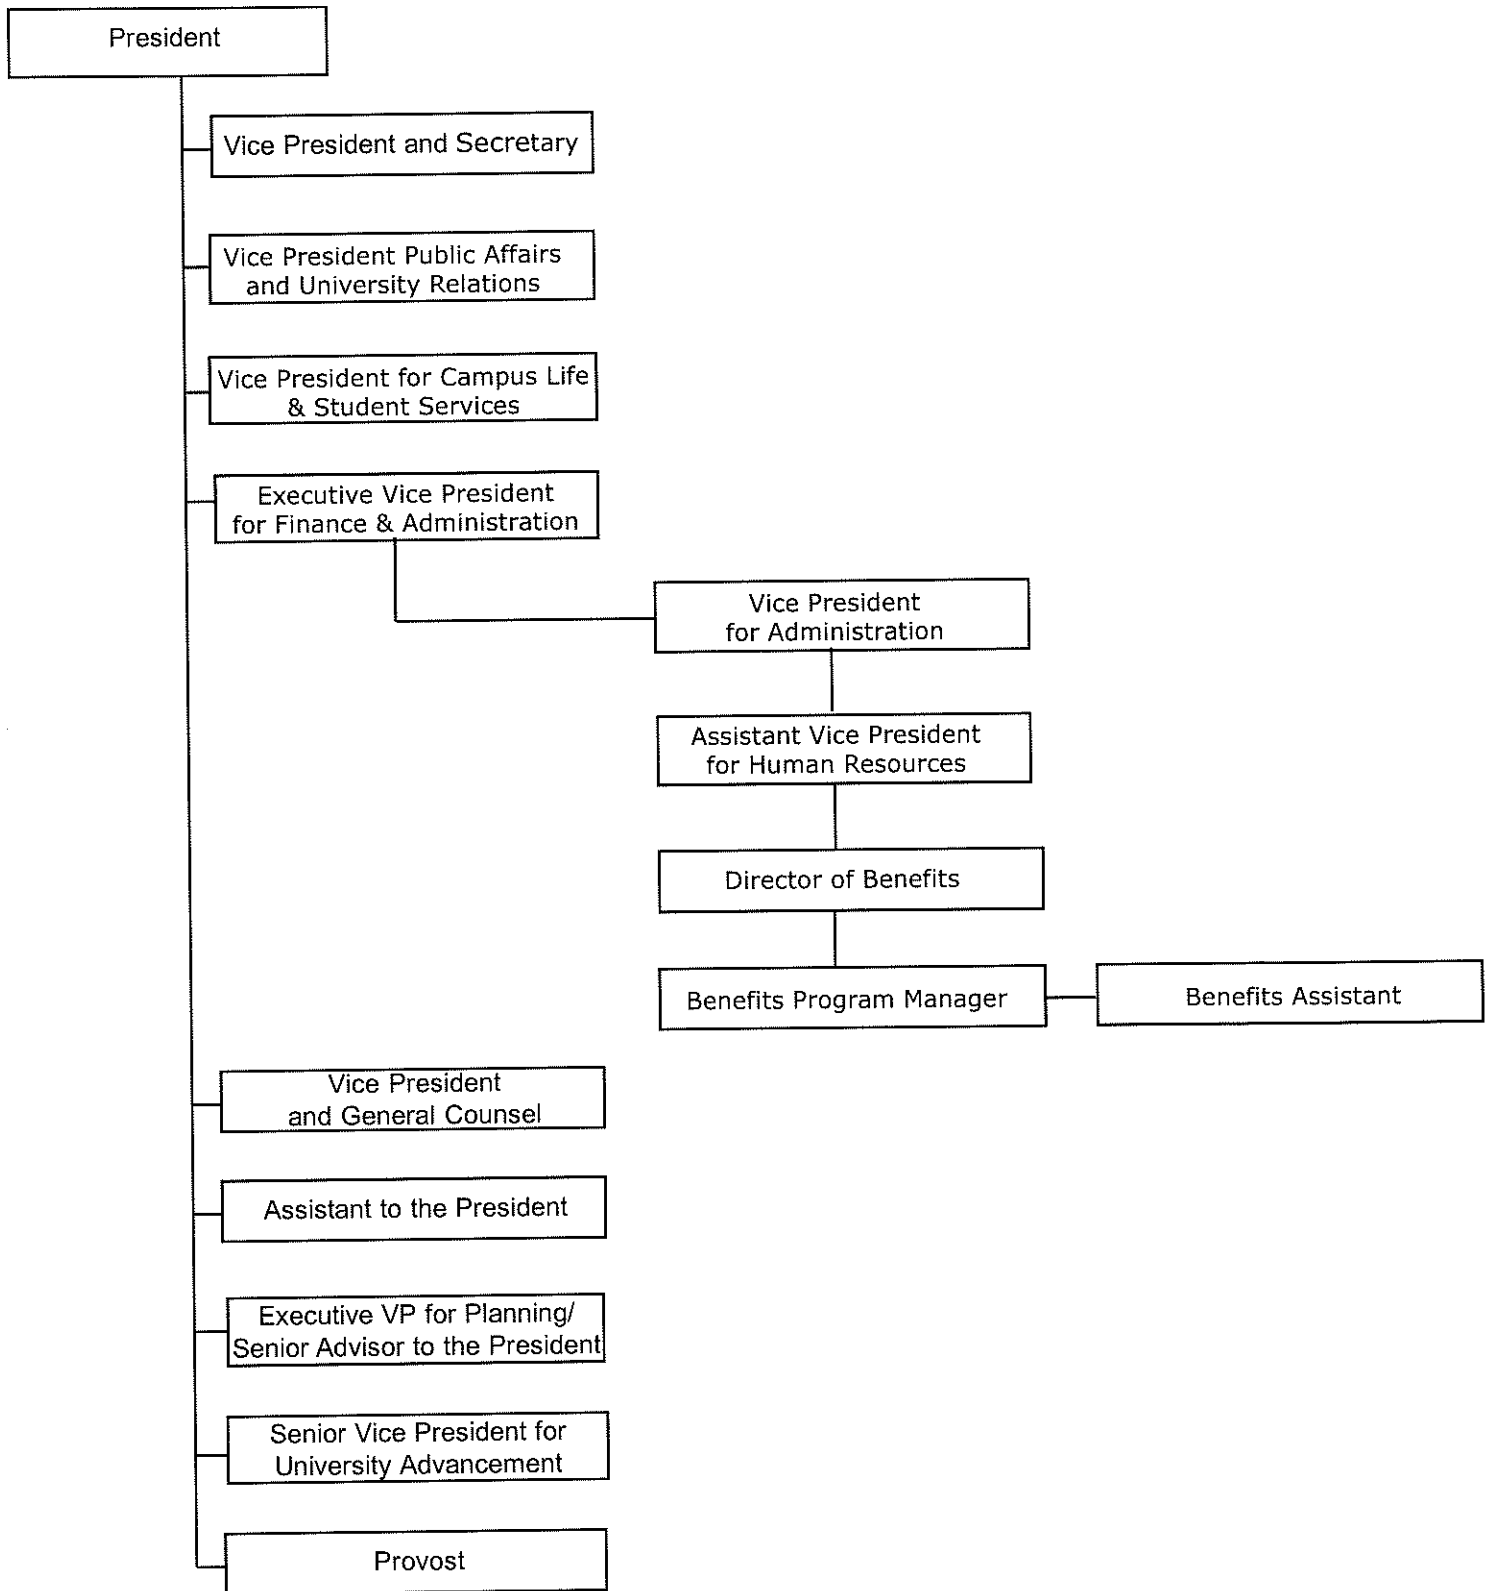 President
Vice President and Secretary
Vice President Public Affairs
and University Relations
Vice President for Campus Life
& Student Services
Executive Vice President
for Finance & Administration
Vice President
for Administration
Assistant Vice President
for Human Resources
Director of Benefits
Benefits Program Manager
Benefits Assistant
Vice President
and General Counsel
Assistant to the President
Executive VP for Planning/
Senior Advisor to the President
Senior Vice President for
University Advancement
Provost